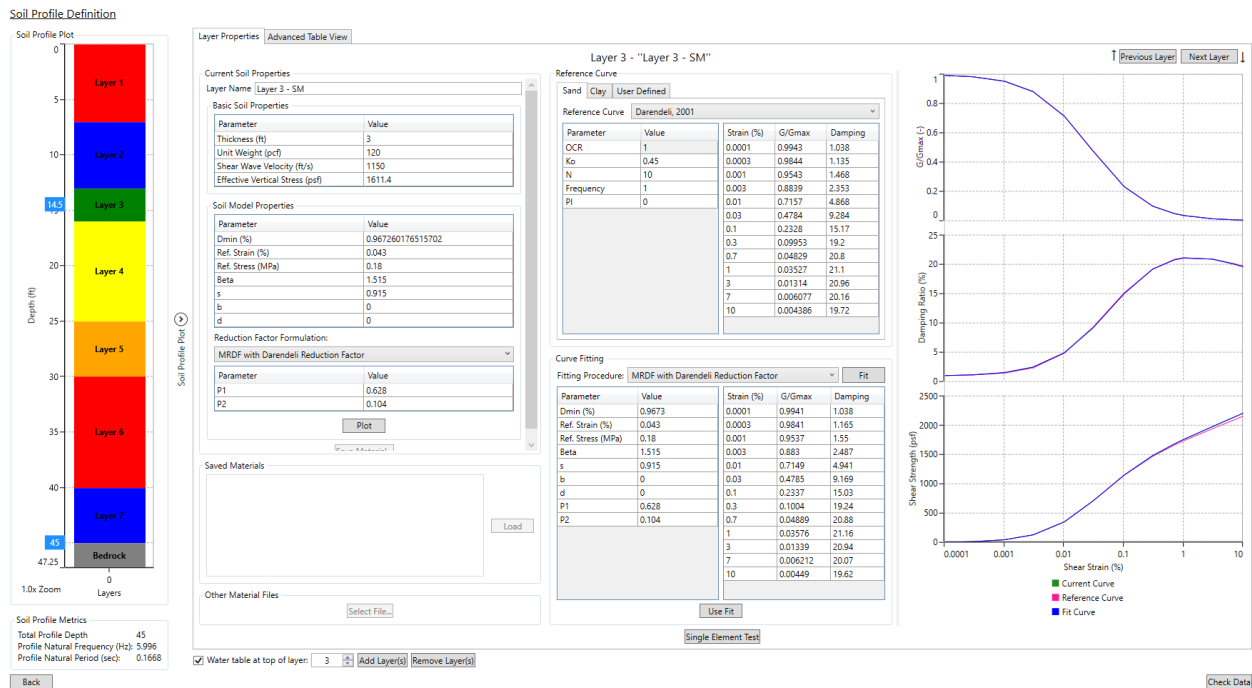 Soil Profile Definition
Soil Profile Plot
0
5
10
14.5
20
25
30
35
40
45
47.25
Depth (ft)
Layer 1
Layer 2
Layer 3
Layer 4
Layer 5
Layer 6
Layer 7
Bedrock
0
1.0x Zoom Layers
Soil Profile Plot
Soil Profile Metrics
Total Profile Depth 45
Profile Natural Frequency (Hz): 5.996
Profile Natural Period (sec): 0.1668
Back
Layer Properties Advanced Table View
Layer 3 - "Layer 3 - SM"
Previous Layer Next Layer
Current Soil Properties
Layer Name Layer 3 - SM
Basic Soil Properties
Parameter Value
Thickness (ft) 3
Unit Weight (pcf) 120
Shear Wave Velocity (ft/s) 1150
Effective Vertical Stress (psf) 1611.4
Soil Model Properties
Parameter Value
Dmin (%) 0.967260176515702
Ref. Strain (%) 0.043
Ref. Stress (MPa) 0.18
Beta 1.515
s 0.915
b 0
d 0
Reduction Factor Formulation:
MRDF with Darendeli Reduction Factor
Parameter Value
P1 0.628
P2 0.104
Plot
Saved Materials
Load
Other Material Files
Select File...
Reference Curve
Sand Clay User Defined
Reference Curve Darendeli, 2001
Parameter Value
OCR 1
Ko 0.45
N 10
Frequency 1
PI 0
Strain (%) G/Gmax Damping
0.0001 0.9943 1.038
0.0003 0.9844 1.135
0.001 0.9543 1.468
0.003 0.8839 2.353
0.01 0.7157 4.868
0.03 0.4784 9.284
0.1 0.2328 15.17
0.3 0.09953 19.2
0.7 0.04829 20.8
1 0.03527 21.1
3 0.01314 20.96
7 0.006077 20.16
10 0.004386 19.72
Curve Fitting
Fitting Procedure: MRDF with Darendeli Reduction Factor Fit
Parameter Value
Dmin (%) 0.9673
Ref. Strain (%) 0.043
Ref. Stress (MPa) 0.18
Beta 1.515
s 0.915
b 0
d 0
P1 0.628
P2 0.104
Strain (%) G/Gmax Damping
0.0001 0.9941 1.038
0.0003 0.9841 1.165
0.001 0.9537 1.55
0.003 0.883 2.487
0.01 0.7149 4.941
0.03 0.4785 9.169
0.1 0.2337 15.03
0.3 0.1004 19.24
0.7 0.04889 20.88
1 0.03576 21.16
3 0.01339 20.94
7 0.006212 20.07
10 0.00449 19.62
Use Fit
Single Element Test
G/Gmax (-)
1
0.8
0.6
0.4
0.2
0
Damping Ratio (%)
25
20
15
10
5
0
Shear Strength (psf)
2500
2000
1500
1000
500
0
0.0001 0.001 0.01 0.1 1 10
Shear Strain (%)
Current Curve
Reference Curve
Fit Curve
Water table at top of layer: 3 Add Layer(s) Remove Layer(s)
Check Data